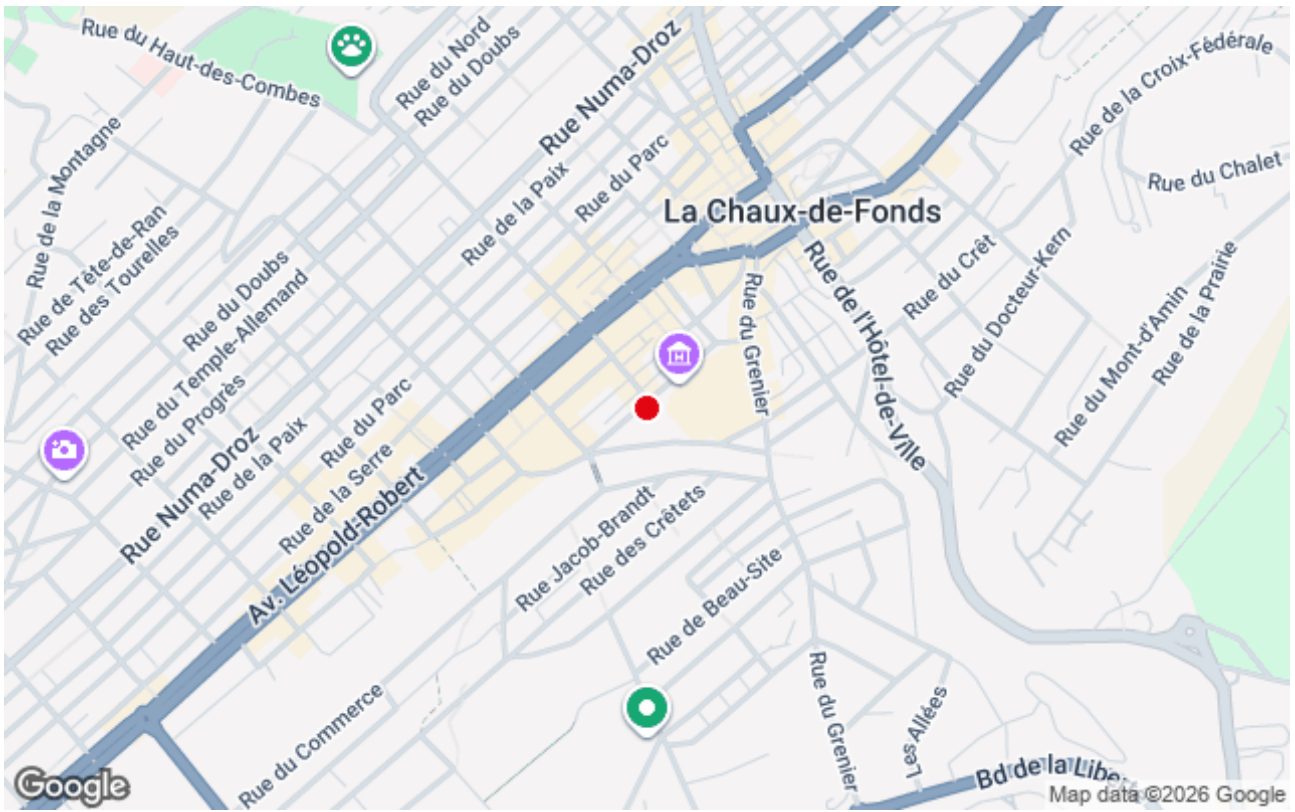 Rue du Haut-des-Combes
Rue du Nord
Rue du Doubs
Rue Numa-Droz
Rue de la Croix-Fédérale
Rue de la Montagne
Rue de la Paix
Rue du Parc
Rue du Chalet
La Chaux-de-Fonds
Rue de Tête-de-Ran
Rue des Tourelles
Rue du Doubs
Rue du Temple-Allemand
Rue du Progrès
Rue du Grenier
Rue de l'Hôtel-de-Ville
Rue du Crêt
Rue du Docteur-Kern
Rue du Mont-d'Amin
Rue de la Prairie
Rue Numa-Droz
Rue de la Paix
Rue du Parc
Rue de la Serre
Av. Léopold-Robert
Rue Jacob-Brandt
Rue des Crêtets
Rue de Beau-Site
Rue du Commerce
Rue du Grenier
Les Allées
Bd de la Liber
Google
Map data ©2026 Google